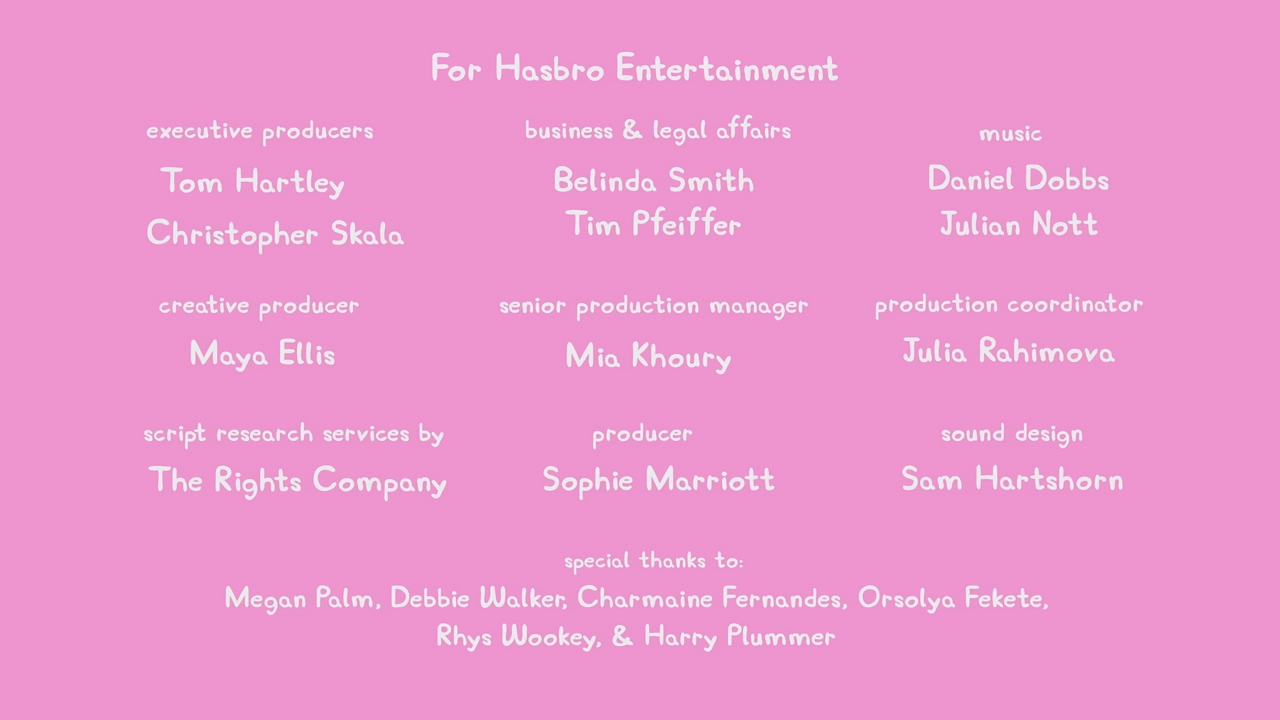 For Hasbro Entertainment
executive producers
Tom Hartley
Christopher Skala
business & legal affairs
Belinda Smith
Tim Pfeiffer
music
Daniel Dobbs
Julian Nott
creative producer
Maya Ellis
senior production manager
Mia Khoury
production coordinator
Julia Rahimova
script research services by
The Rights Company
producer
Sophie Marriott
sound design
Sam Hartshorn
special thanks to:
Megan Palm, Debbie Walker, Charmaine Fernandes, Orsolya Fekete,
Rhys Wookey, & Harry Plummer